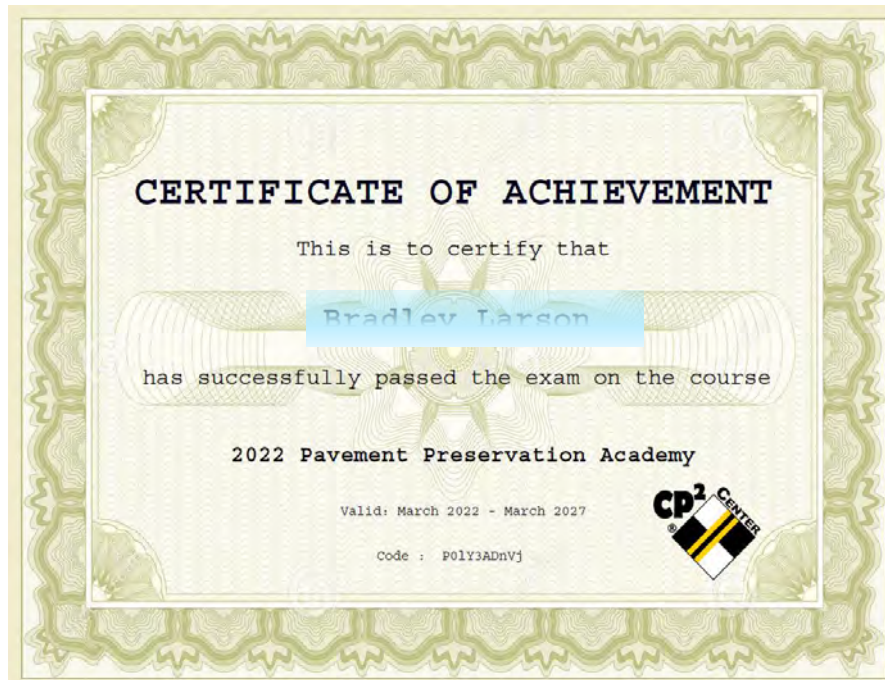 CERTIFICATE OF ACHIEVEMENT
This is to certify that
Bradley Larson
has successfully passed the exam on the course
2022 Pavement Preservation Academy
Valid: March 2022 - March 2027
Code : P0lY3ADnVj
CP2 CENTER
®